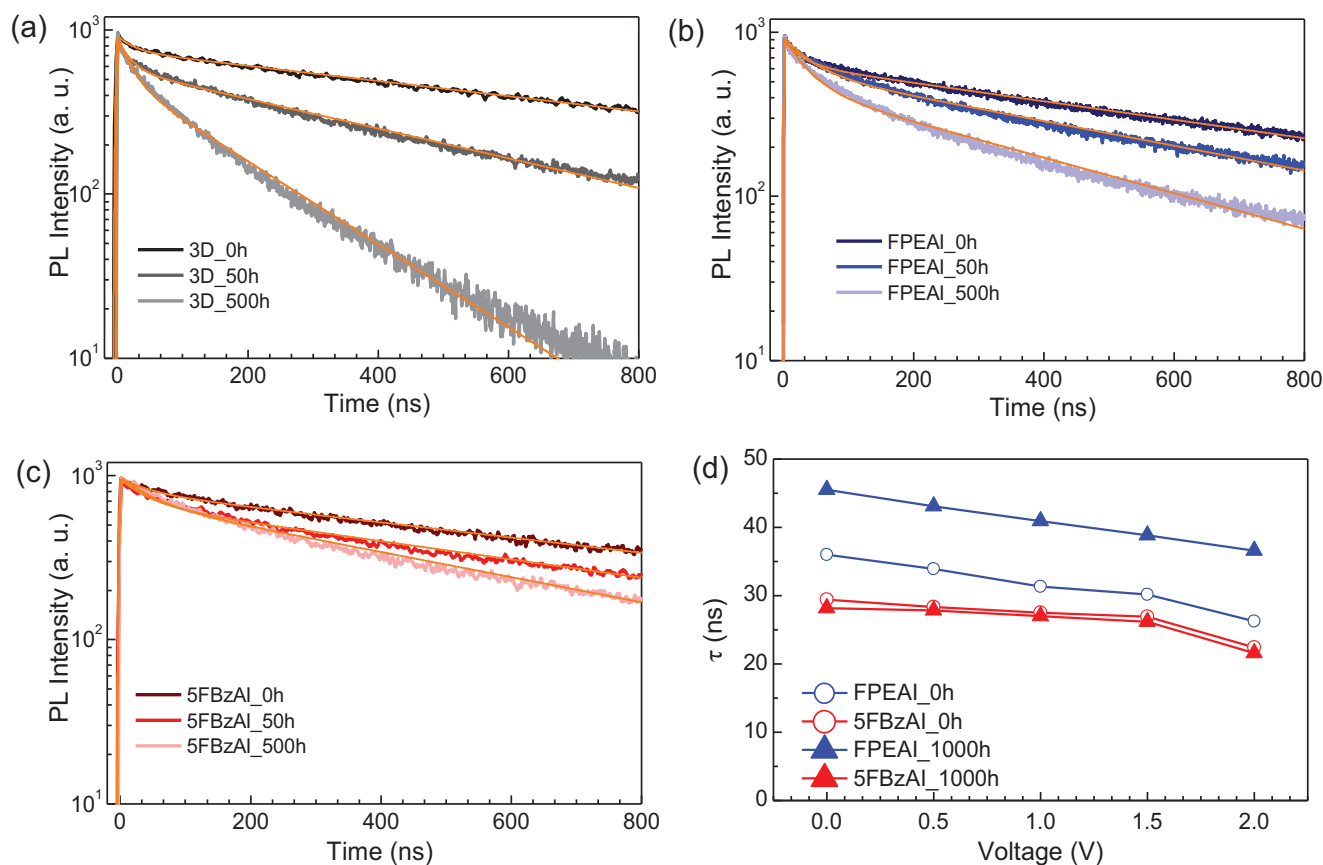 (a)
PL Intensity (a. u.)
10³
10²
10¹
3D_0h
3D_50h
3D_500h
0 200 400 600 800
Time (ns)
(b)
PL Intensity (a. u.)
10³
10²
10¹
FPEAI_0h
FPEAI_50h
FPEAI_500h
0 200 400 600 800
Time (ns)
(c)
PL Intensity (a. u.)
10³
10²
10¹
5FBzAI_0h
5FBzAI_50h
5FBzAI_500h
0 200 400 600 800
Time (ns)
(d)
τ (ns)
50
40
30
20
10
0
FPEAI_0h
5FBzAI_0h
FPEAI_1000h
5FBzAI_1000h
0.0 0.5 1.0 1.5 2.0
Voltage (V)